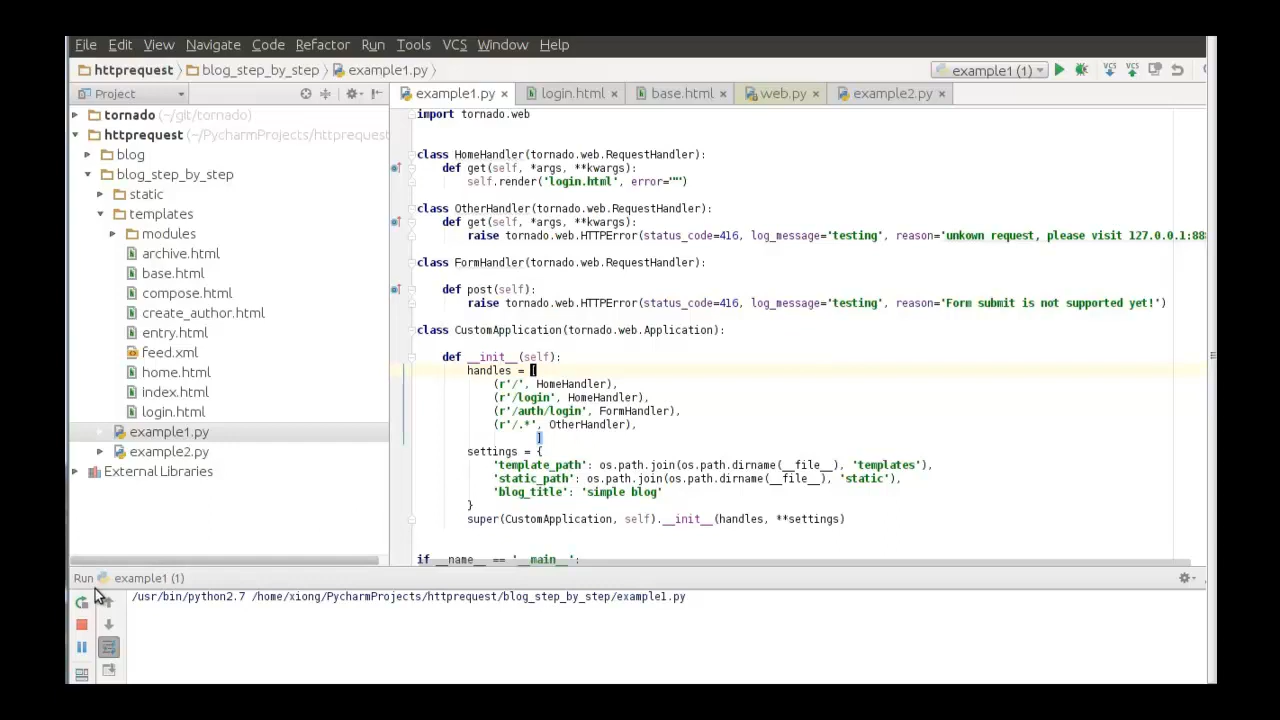 File Edit View Navigate Code Refactor Run Tools VCS Window Help
httprequest blog_step_by_step example1.py example1 (1) VCS VCS
Project example1.py login.html base.html web.py example2.py
tornado (~/git/tornado)
httprequest (~/PycharmProjects/httprequest
blog
blog_step_by_step
static
templates
modules
archive.html
base.html
compose.html
create_author.html
entry.html
feed.xml
home.html
index.html
login.html
example1.py
example2.py
External Libraries
import tornado.web
class HomeHandler(tornado.web.RequestHandler):
def get(self, *args, **kwargs):
self.render('login.html', error="")
class OtherHandler(tornado.web.RequestHandler):
def get(self, *args, **kwargs):
raise tornado.web.HTTPError(status_code=416, log_message='testing', reason='unkown request, please visit 127.0.0.1:88
class FormHandler(tornado.web.RequestHandler):
def post(self):
raise tornado.web.HTTPError(status_code=416, log_message='testing', reason='Form submit is not supported yet!')
class CustomApplication(tornado.web.Application):
def __init__(self):
handles = [
(r'/', HomeHandler),
(r'/login', HomeHandler),
(r'/auth/login', FormHandler),
(r'/.*', OtherHandler),
]
settings = {
'template_path': os.path.join(os.path.dirname(__file__), 'templates'),
'static_path': os.path.join(os.path.dirname(__file__), 'static'),
'blog_title': 'simple blog'
}
super(CustomApplication, self).__init__(handles, **settings)
if __name__ == '__main__':
Run example1 (1)
/usr/bin/python2.7 /home/xiong/PycharmProjects/httprequest/blog_step_by_step/example1.py